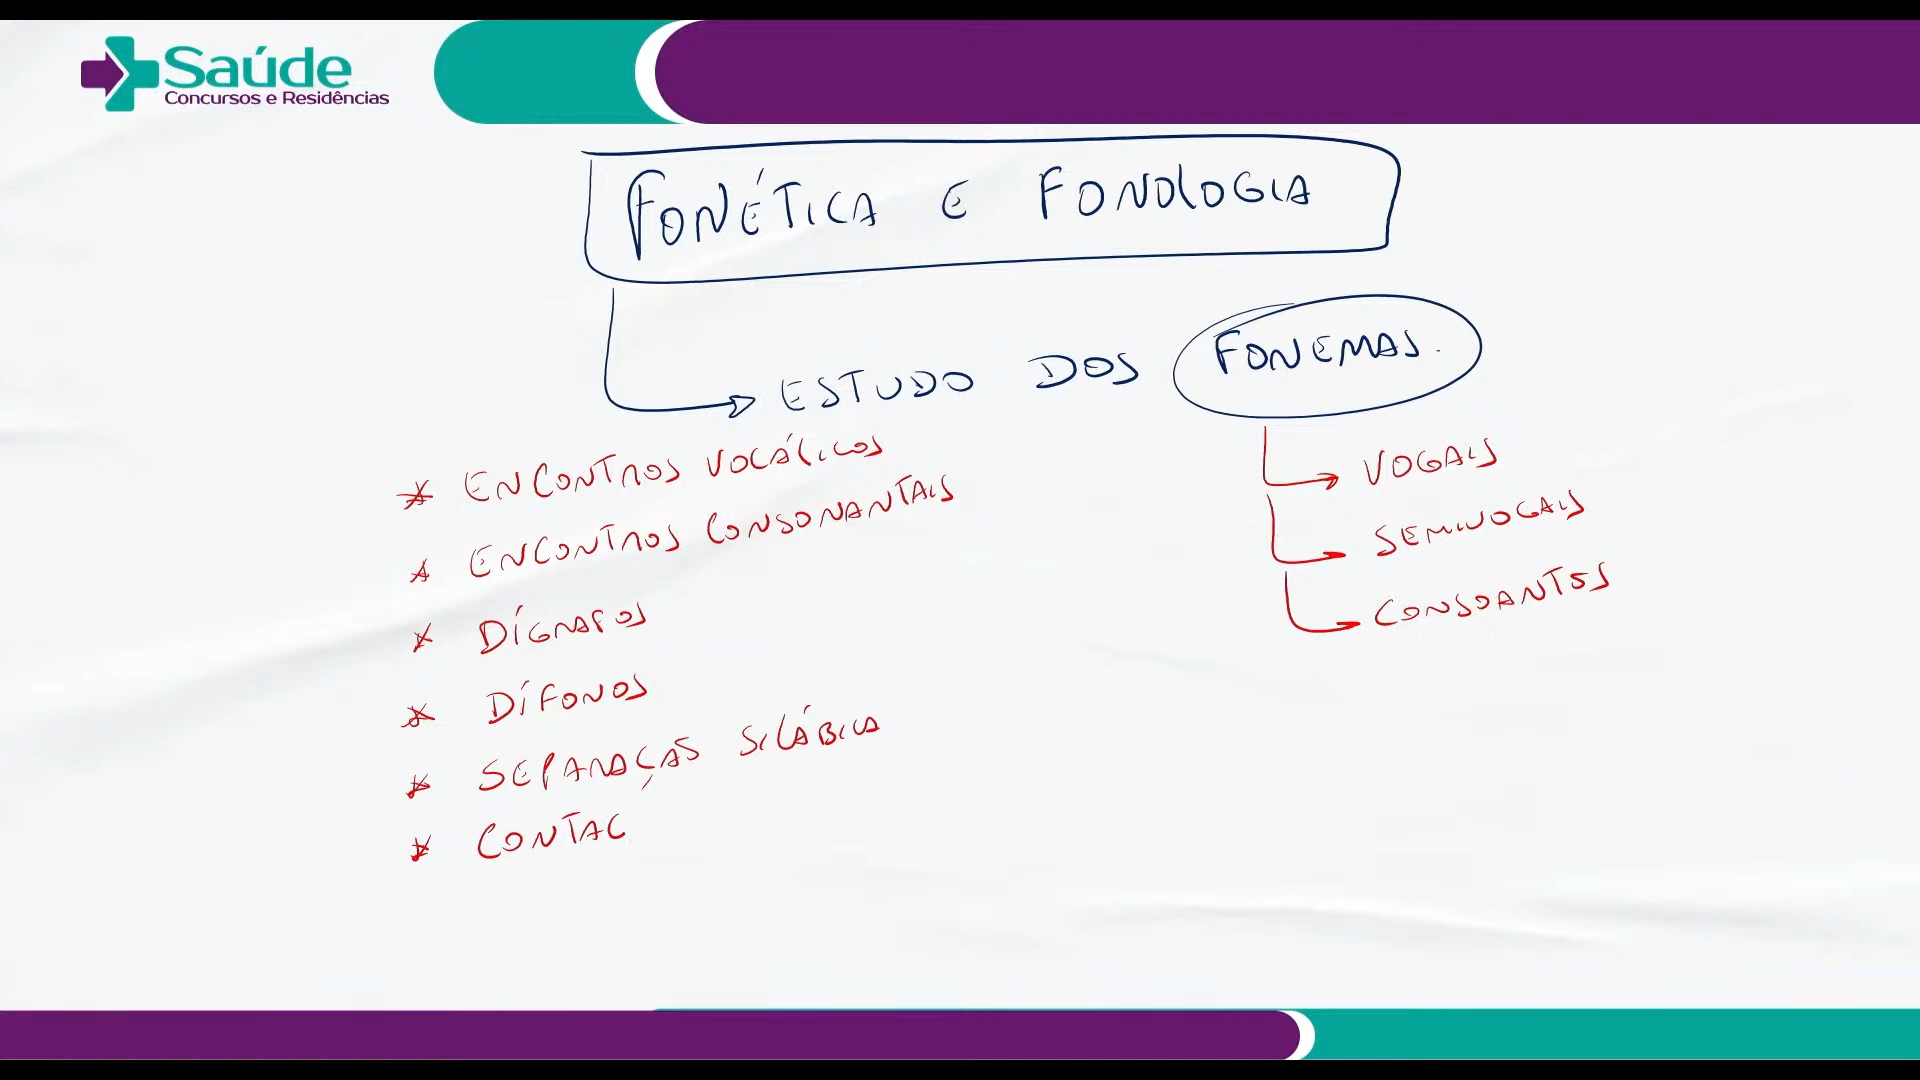 Saúde
Concursos e Residências
FONÉTICA E FONOLOGIA
ESTUDO DOS FONEMAS.
* ENCONTROS VOCÁLICOS
* ENCONTROS CONSONANTAIS
* DÍGRAFOS
* DÍFONOS
* SEPARAÇÃO SILÁBICA
* CONTAC
VOGAIS
SEMIVOGAIS
CONSOANTES